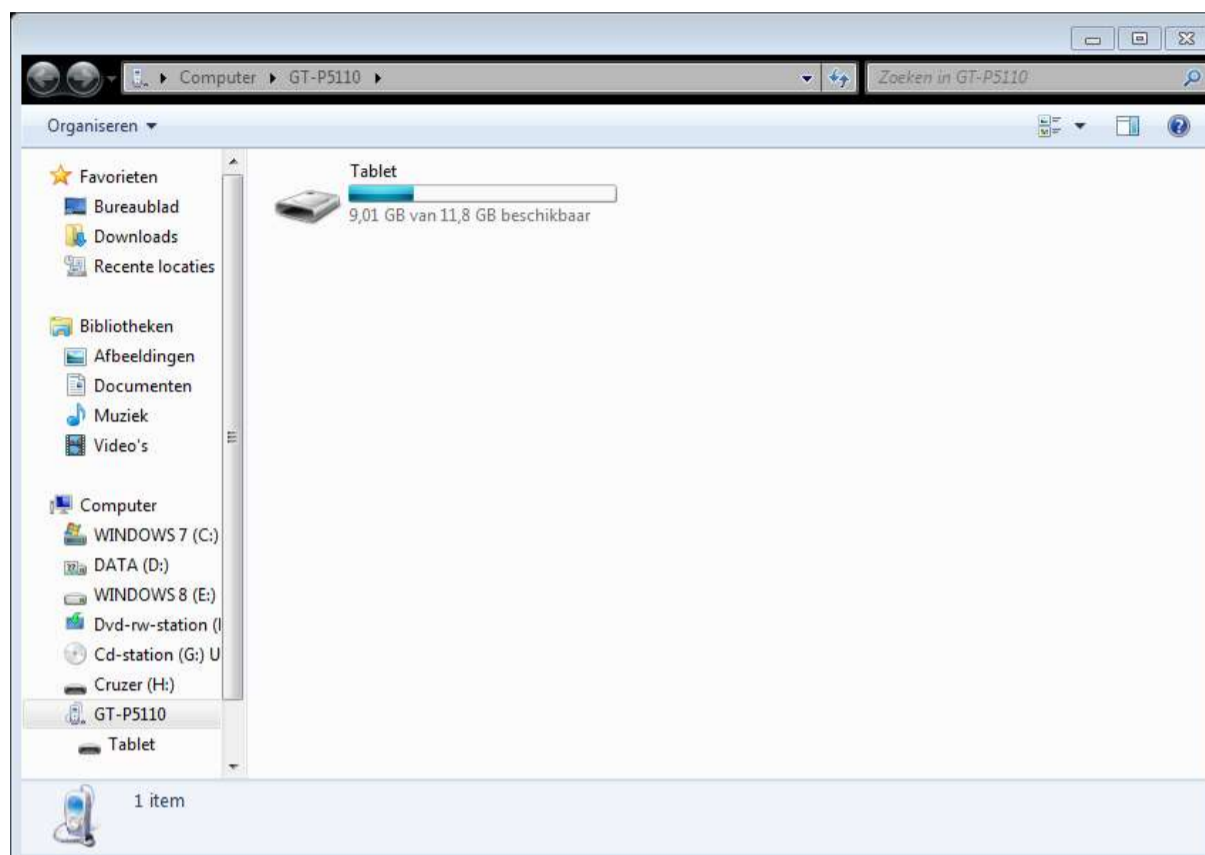 Computer ▸ GT-P5110 ▸
Zoeken in GT-P5110
Organiseren
Favorieten
Bureaublad
Downloads
Recente locaties
Bibliotheken
Afbeeldingen
Documenten
Muziek
Video's
Computer
WINDOWS 7 (C:)
DATA (D:)
WINDOWS 8 (E:)
Dvd-rw-station (
Cd-station (G:) U
Cruzer (H:)
GT-P5110
Tablet
Tablet
9,01 GB van 11,8 GB beschikbaar
1 item